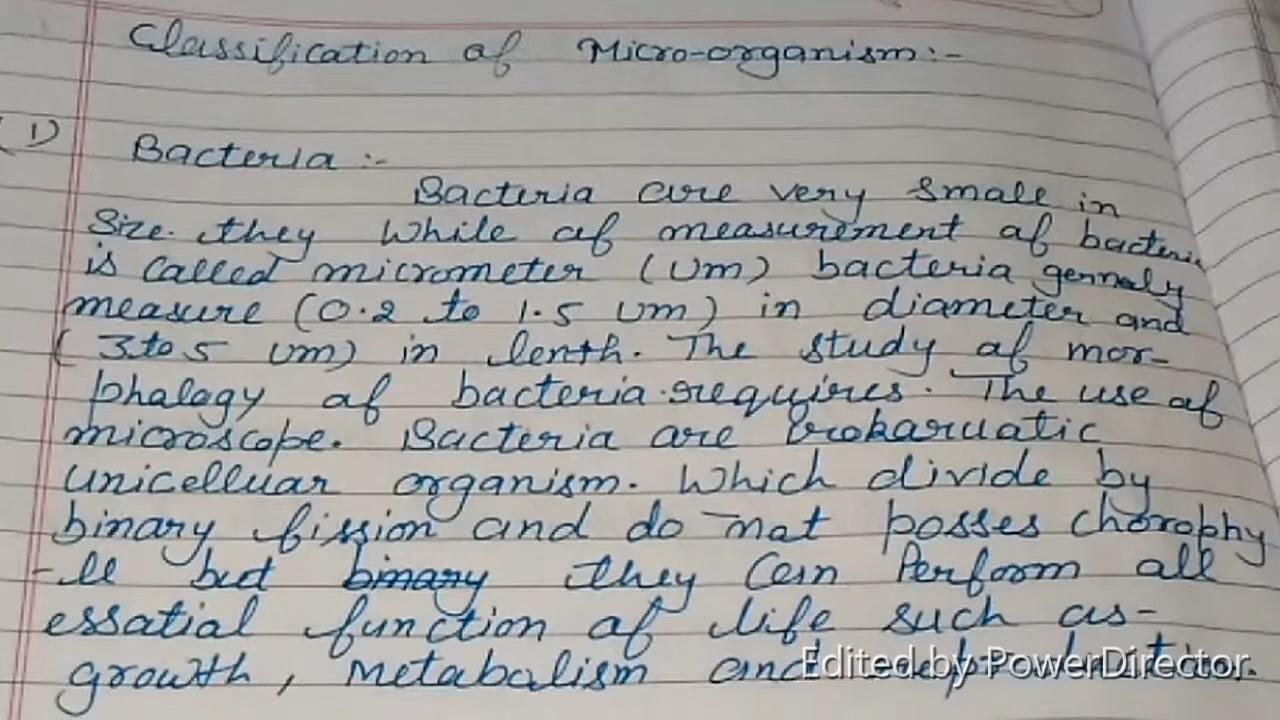 Classification of Micro-organism:-
(1) Bacteria :-
Bacteria are very small in
size. they While of measurement of bacteria
is called micrometer (um) bacteria gernaly
measure (0.2 to 1.5 um) in diameter and
( 3 to 5 um) in lenth. The study of mor-
phalogy of bacteria requires. The use of
microscope. Bacteria are Prokaruatic
unicelluar organism. Which divide by
binary fission and do not posses chorophy
-ll but binary they can Perform all
essatial function of life such as-
growth, Metabalism and
Edited by PowerDirector.